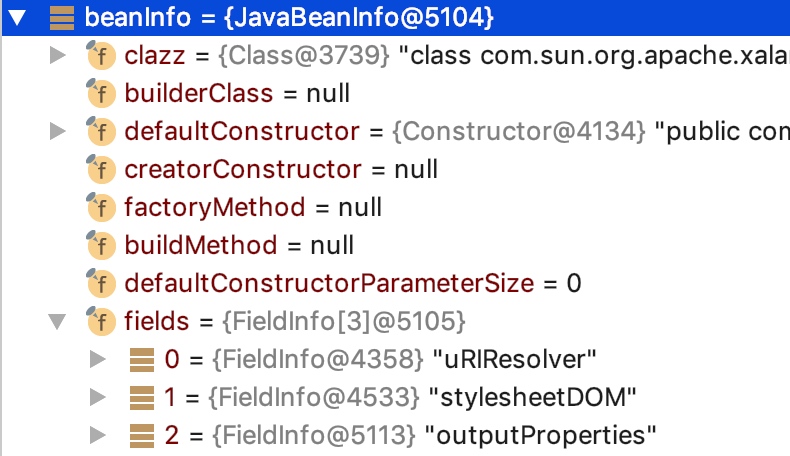 beanInfo = {JavaBeanInfo@5104}
clazz = {Class@3739} "class com.sun.org.apache.xala
builderClass = null
defaultConstructor = {Constructor@4134} "public com
creatorConstructor = null
factoryMethod = null
buildMethod = null
defaultConstructorParameterSize = 0
fields = {FieldInfo[3]@5105}
0 = {FieldInfo@4358} "uRIResolver"
1 = {FieldInfo@4533} "stylesheetDOM"
2 = {FieldInfo@5113} "outputProperties"